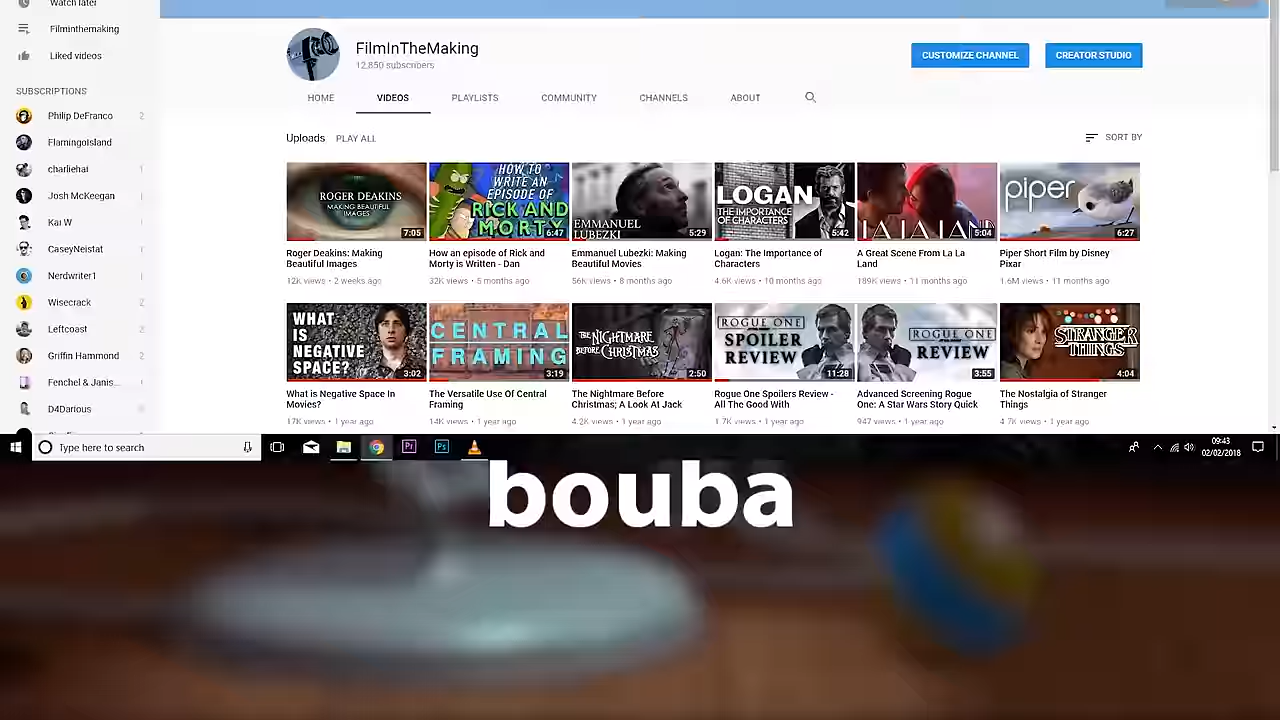 Watch later
Filminthemaking
Liked videos
SUBSCRIPTIONS
Philip DeFranco 2
FlamingoIsland
charliehai 1
Josh McKeegan
Kai W
CaseyNeistat 1
Nerdwriter1
Wisecrack 2
Leftcoast 2
Griffin Hammond 2
Fenchel & Janis...
D4Darious
FilmInTheMaking
12,850 subscribers
CUSTOMIZE CHANNEL
CREATOR STUDIO
HOME VIDEOS PLAYLISTS COMMUNITY CHANNELS ABOUT
Uploads PLAY ALL
SORT BY
ROGER DEAKINS
MAKING BEAUTIFUL
IMAGES
7:05
Roger Deakins: Making
Beautiful Images
12K views • 2 weeks ago
HOW TO
WRITE AN
EPISODE OF
RICK AND
MORTY
6:47
How an episode of Rick and
Morty is Written - Dan
32K views • 5 months ago
EMMANUEL
LUBEZKI
5:29
Emmanuel Lubezki: Making
Beautiful Movies
56K views • 8 months ago
LOGAN
THE IMPORTANCE
OF CHARACTERS
5:42
Logan: The Importance of
Characters
4.6K views • 10 months ago
LA LA LAND
5:04
A Great Scene From La La
Land
189K views • 11 months ago
piper
6:27
Piper Short Film by Disney
Pixar
1.6M views • 11 months ago
WHAT
IS
NEGATIVE
SPACE?
3:02
What is Negative Space In
Movies?
17K views • 1 year ago
CENTRAL
FRAMING
3:19
The Versatile Use Of Central
Framing
14K views • 1 year ago
THE NIGHTMARE
BEFORE CHRISTMAS
2:50
The Nightmare Before
Christmas; A Look At Jack
4.2K views • 1 year ago
ROGUE ONE
SPOILER
REVIEW
11:28
Rogue One Spoilers Review -
All The Good With
1.7K views • 1 year ago
ROGUE ONE
REVIEW
3:55
Advanced Screening Rogue
One: A Star Wars Story Quick
947 views • 1 year ago
STRANGER
THINGS
4:04
The Nostalgia of Stranger
Things
4.7K views • 1 year ago
Type here to search
Pr
Ps
09:43
02/02/2018
bouba